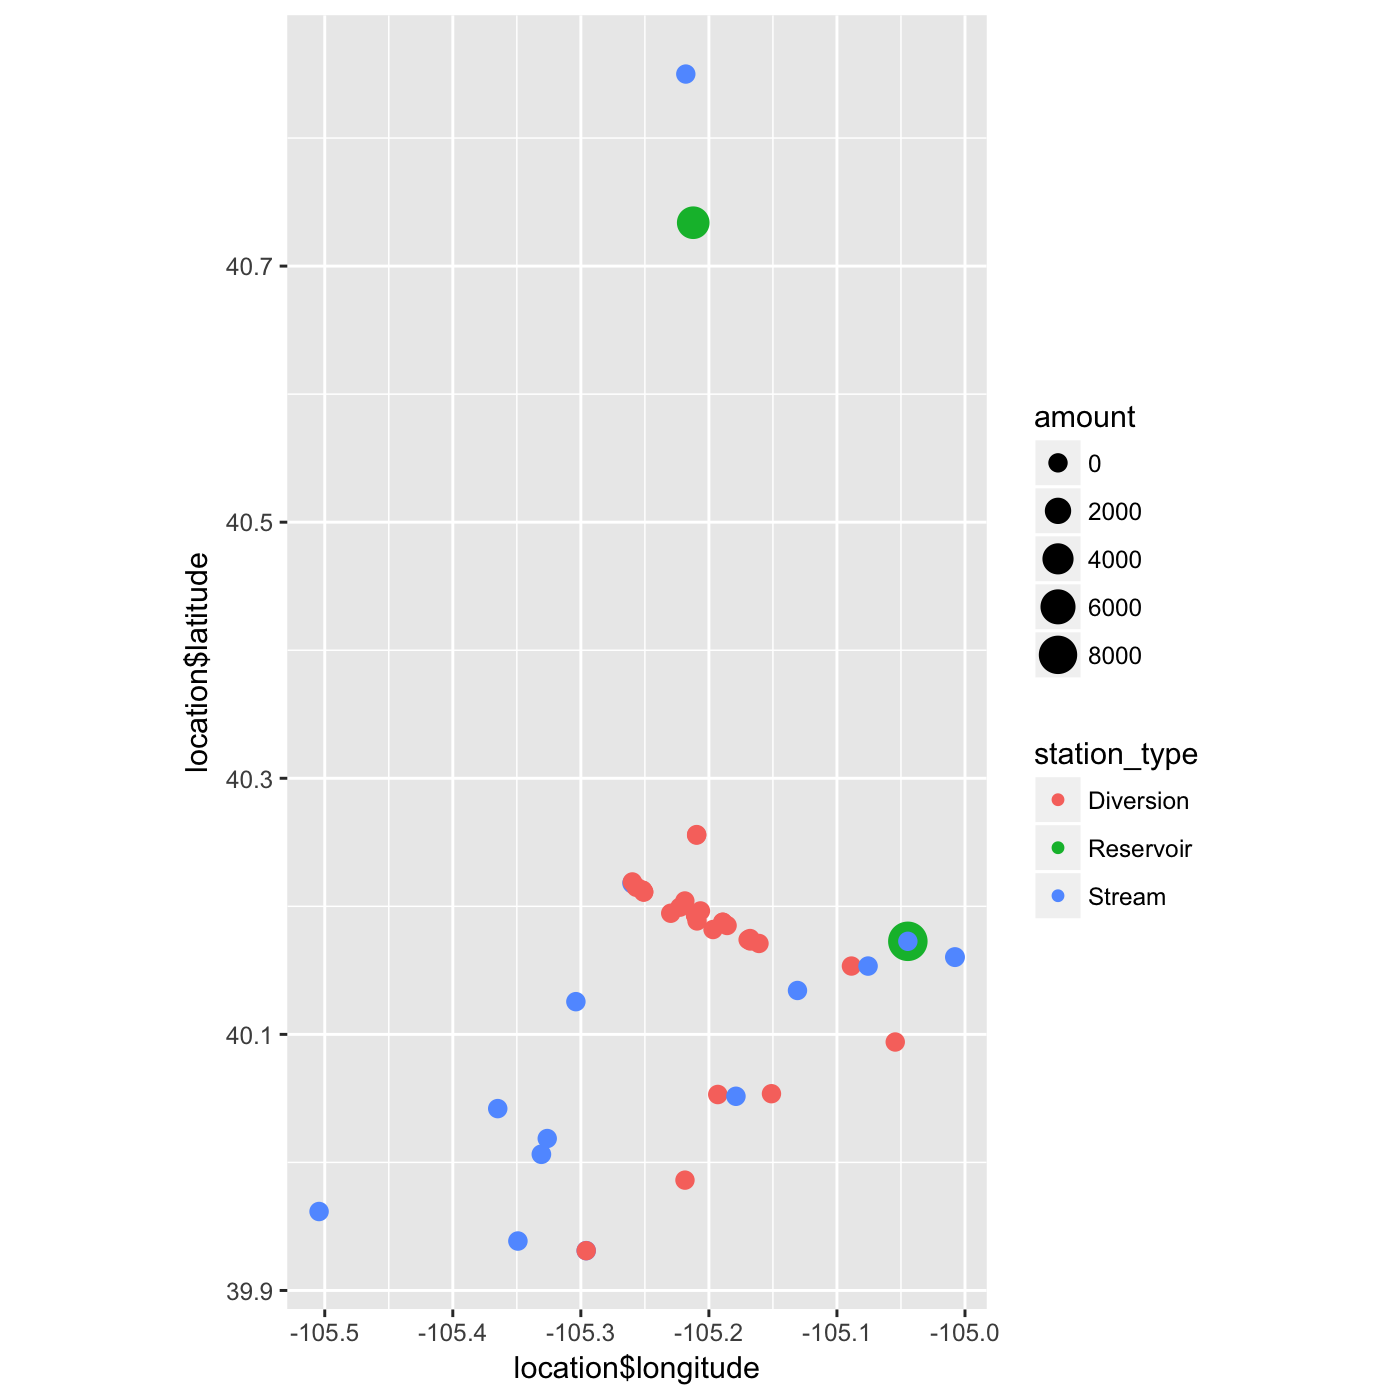 40.7
40.5
40.3
40.1
39.9
location$latitude
-105.5 -105.4 -105.3 -105.2 -105.1 -105.0
location$longitude
amount
0
2000
4000
6000
8000
station_type
Diversion
Reservoir
Stream